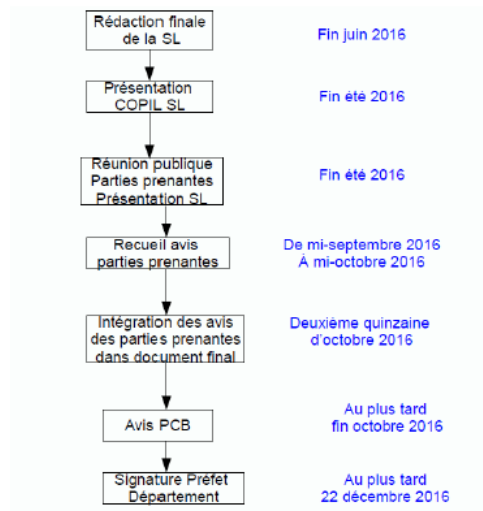 Rédaction finale
de la SL
Fin juin 2016
Présentation
COPIL SL
Fin été 2016
Réunion publique
Parties prenantes
Présentation SL
Fin été 2016
Recueil avis
parties prenantes
De mi-septembre 2016
À mi-octobre 2016
Intégration des avis
des parties prenantes
dans document final
Deuxième quinzaine
d'octobre 2016
Avis PCB
Au plus tard
fin octobre 2016
Signature Préfet
Département
Au plus tard
22 décembre 2016